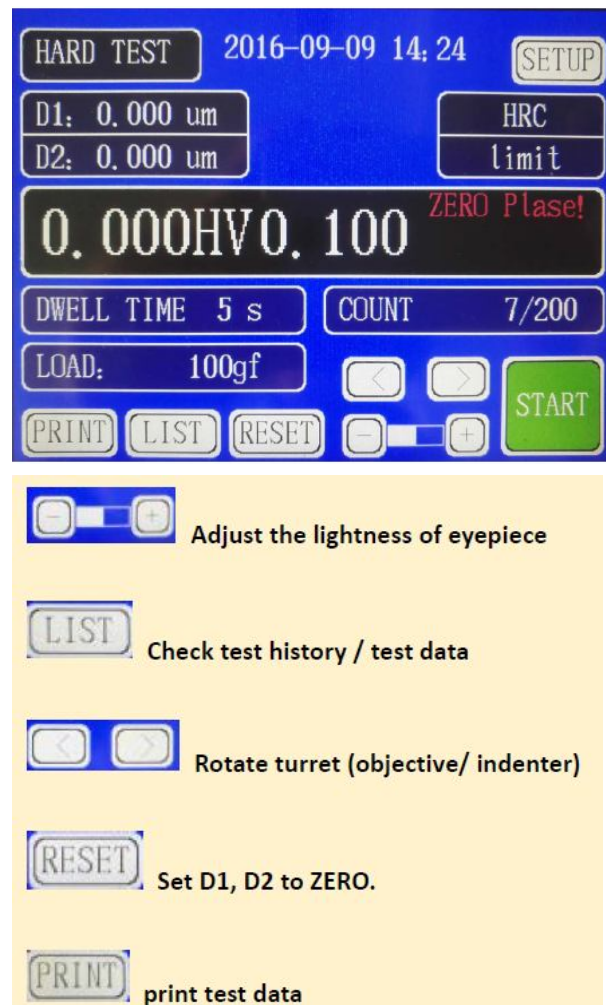 HARD TEST 2016-09-09 14:24 SETUP
D1: 0.000 um HRC
D2: 0.000 um limit
ZERO Plase!
0.000HV0.100
DWELL TIME 5 s COUNT 7/200
LOAD: 100gf < >
PRINT LIST RESET - + START
- + Adjust the lightness of eyepiece
LIST Check test history / test data
< > Rotate turret (objective/ indenter)
RESET Set D1, D2 to ZERO.
PRINT print test data